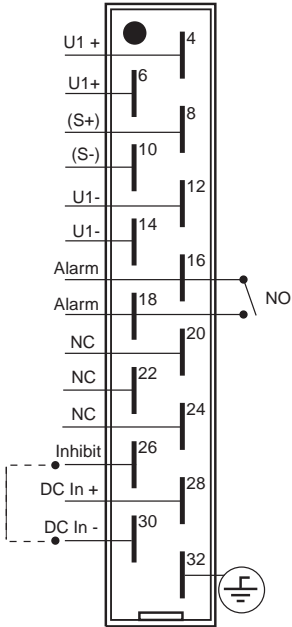 U1 + 4
U1+ 6
(S+) 8
(S-) 10
U1- 12
U1- 14
Alarm 16
NO
Alarm 18
NC 20
NC 22
NC 24
Inhibit 26
DC In + 28
DC In - 30
32